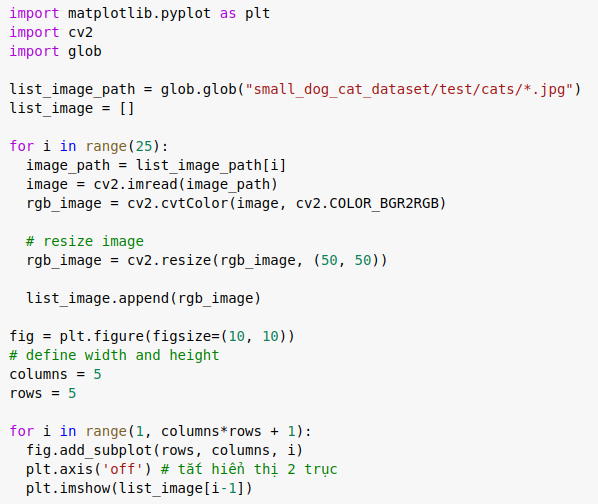 import matplotlib.pyplot as plt
import cv2
import glob

list_image_path = glob.glob("small_dog_cat_dataset/test/cats/*.jpg")
list_image = []

for i in range(25):
  image_path = list_image_path[i]
  image = cv2.imread(image_path)
  rgb_image = cv2.cvtColor(image, cv2.COLOR_BGR2RGB)

  # resize image
  rgb_image = cv2.resize(rgb_image, (50, 50))

  list_image.append(rgb_image)

fig = plt.figure(figsize=(10, 10))
# define width and height
columns = 5
rows = 5

for i in range(1, columns*rows + 1):
  fig.add_subplot(rows, columns, i)
  plt.axis('off') # tắt hiển thị 2 trục
  plt.imshow(list_image[i-1])